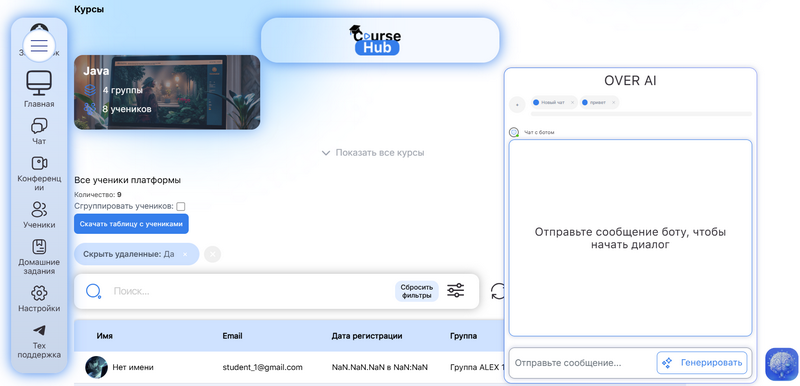 Курсы
Course
Hub
Главная
Чат
Конференц
ии
Ученики
Домашние
задания
Настройки
Тех
поддержка
Java
4 группы
8 учеников
Показать все курсы
Все ученики платформы
Количество: 9
Сгруппировать учеников:
Скачать таблицу с учениками
Скрыть удаленные: Да ×
×
Поиск...
Сбросить
фильтры
Имя Email Дата регистрации Группа
Нет имени student_1@gmail.com NaN.NaN.NaN в NaN:NaN Группа ALEX 1
OVER AI
+ Новый чат × привет ×
Чат с ботом
Отправьте сообщение боту, чтобы
начать диалог
Отправьте сообщение... Генерировать